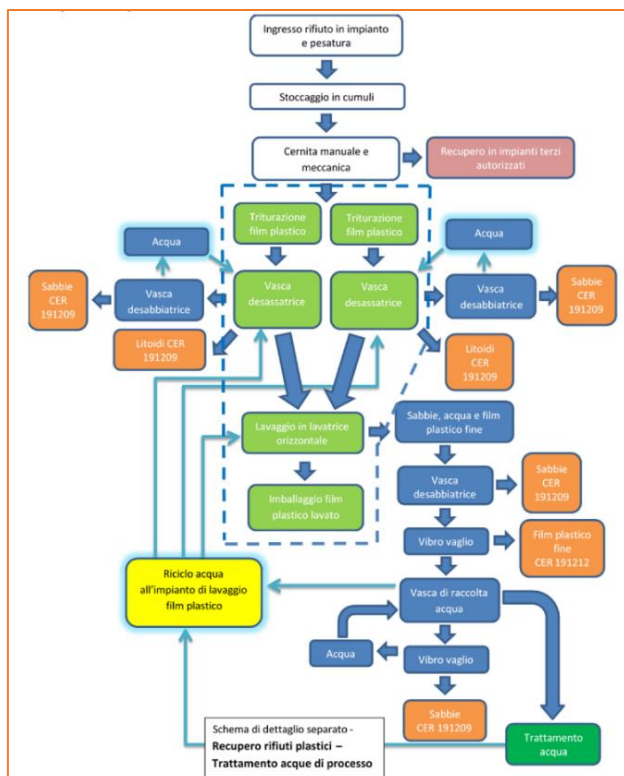 Ingresso rifiuto in impianto
e pesatura
Stoccaggio in cumuli
Cernita manuale e
meccanica
Recupero in impianti terzi
autorizzati
Triturazione
film plastico
Triturazione
film plastico
Acqua
Acqua
Sabbie
CER
191209
Vasca
desabbiatrice
Vasca
desassatrice
Vasca
desassatrice
Vasca
desabbiatrice
Sabbie
CER
191209
Litoidi CER
191209
Litoidi
CER
191209
Lavaggio in lavatrice
orizzontale
Sabbie, acqua e film
plastico fine
Imballaggio film
plastico lavato
Vasca
desabbiatrice
Sabbie
CER
191209
Vibro vaglio
Film plastico
fine
CER 191212
Riciclo acqua
all'impianto di lavaggio
film plastico
Vasca di raccolta
acqua
Acqua
Vibro vaglio
Sabbie
CER 191209
Schema di dettaglio separato -
Recupero rifiuti plastici –
Trattamento acque di processo
Trattamento
acqua